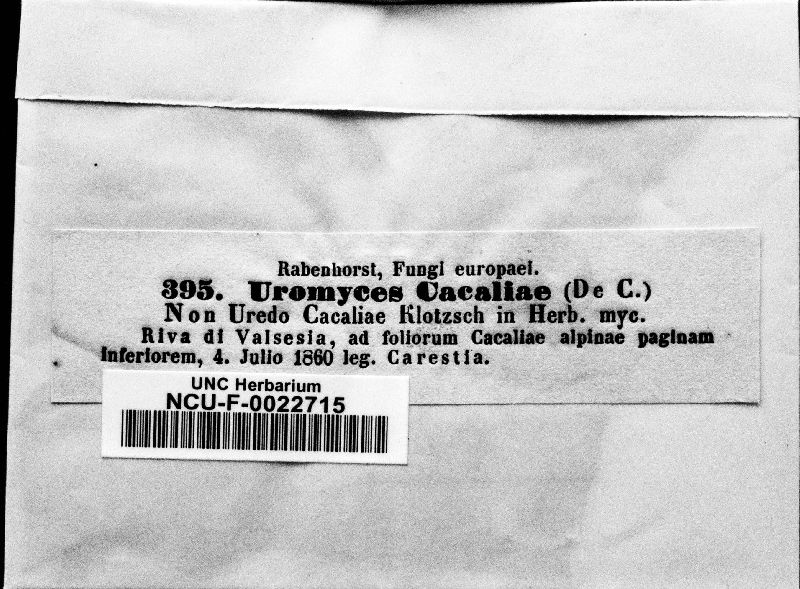 Rabenhorst, Fungi europaei.
395. Uromyces Cacaliae (De C.)
Non Uredo Cacaliae Klotzsch in Herb. myc.
Riva di Valsesia, ad foliorum Cacaliae alpinae paginam
inferiorem, 4. Julio 1860 leg. Carestia.
UNC Herbarium
NCU-F-0022715